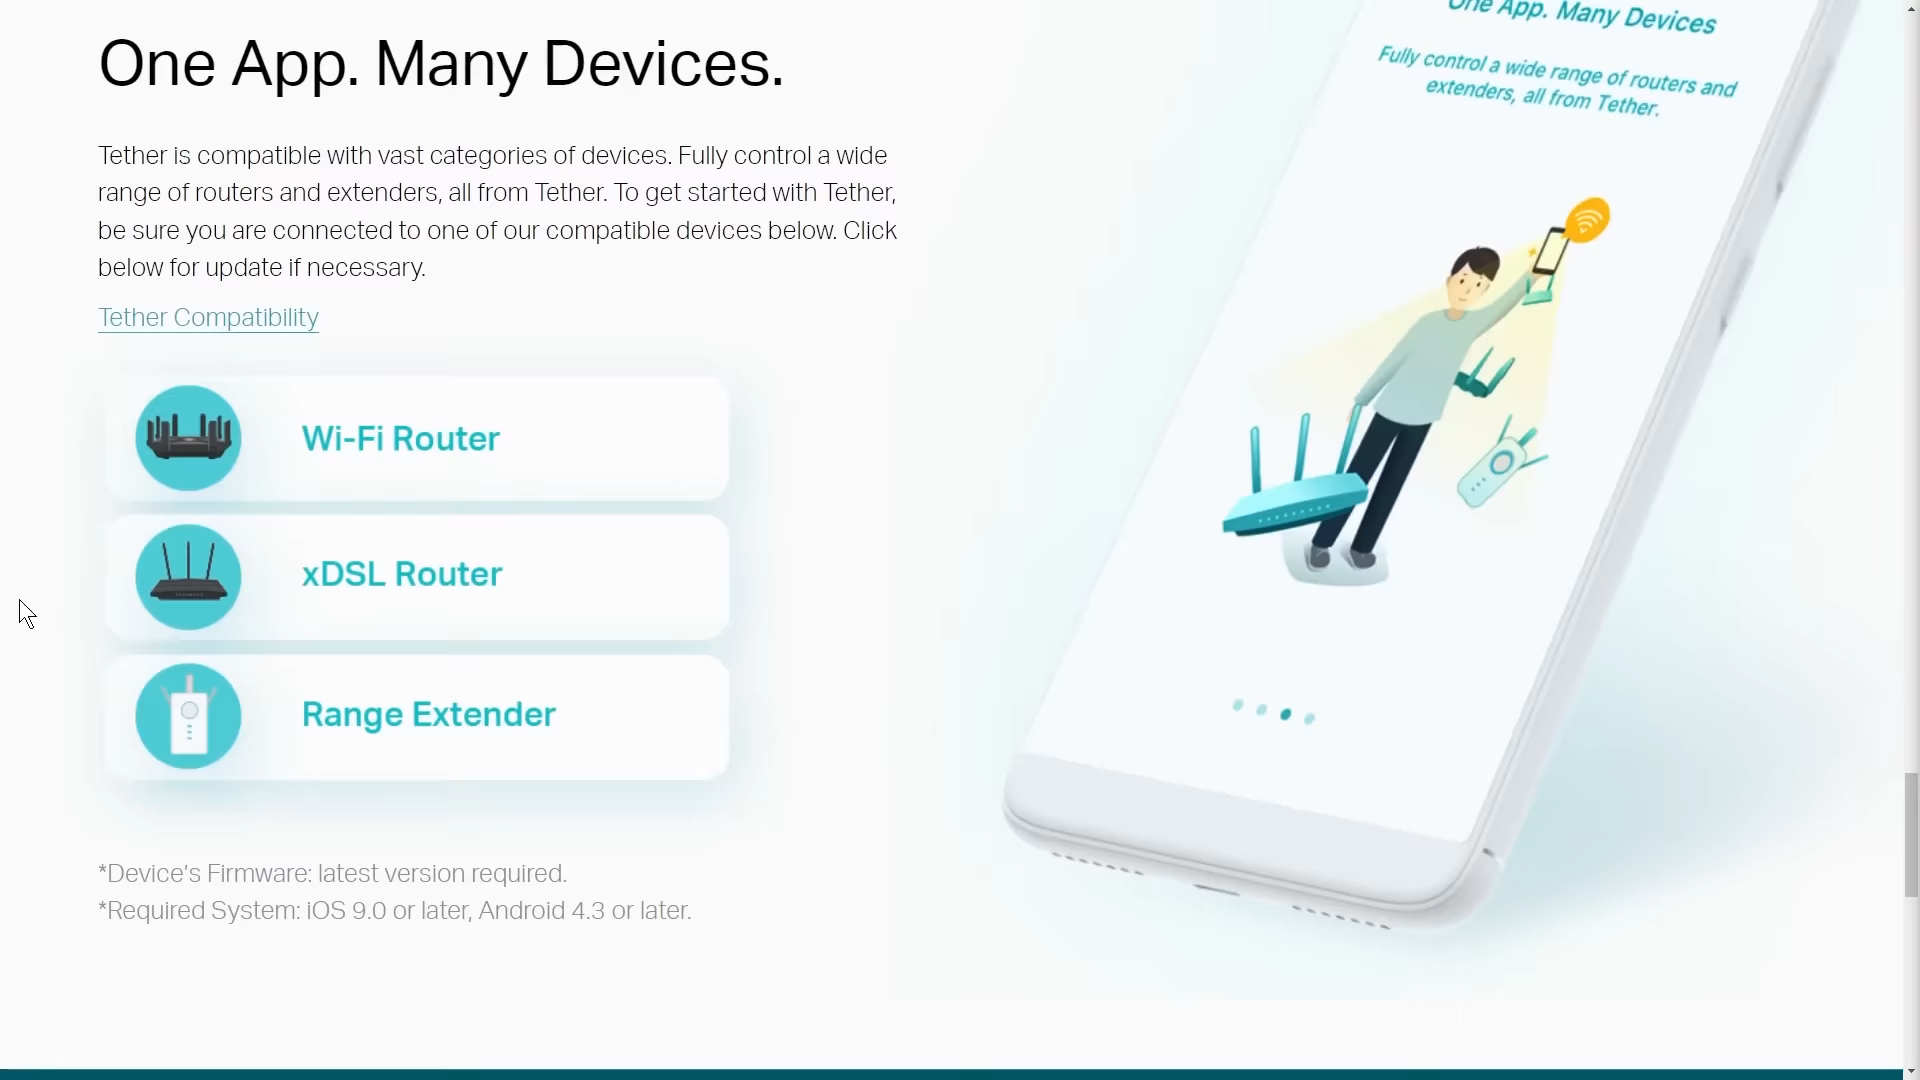 One App. Many Devices.
Tether is compatible with vast categories of devices. Fully control a wide
range of routers and extenders, all from Tether. To get started with Tether,
be sure you are connected to one of our compatible devices below. Click
below for update if necessary.
Tether Compatibility
Wi-Fi Router
xDSL Router
Range Extender
*Device's Firmware: latest version required.
*Required System: iOS 9.0 or later, Android 4.3 or later.
One App. Many Devices
Fully control a wide range of routers and
extenders, all from Tether.